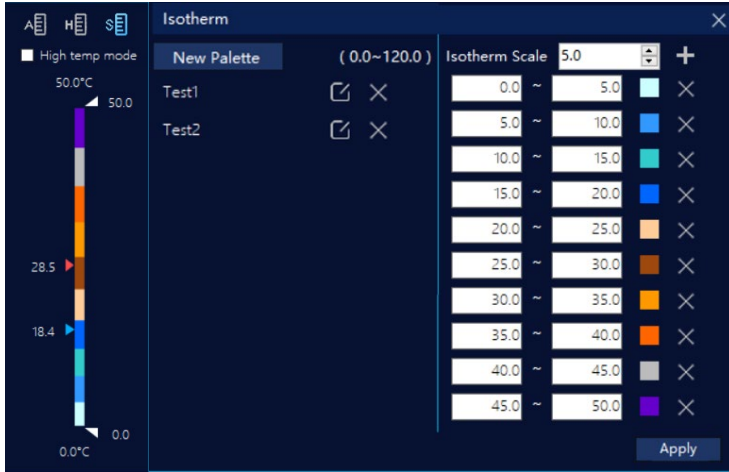 A H S
High temp mode
50.0°C
50.0
28.5
18.4
0.0
0.0°C
Isotherm
New Palette ( 0.0~120.0 )
Test1
Test2
Isotherm Scale 5.0
0.0 ~ 5.0
5.0 ~ 10.0
10.0 ~ 15.0
15.0 ~ 20.0
20.0 ~ 25.0
25.0 ~ 30.0
30.0 ~ 35.0
35.0 ~ 40.0
40.0 ~ 45.0
45.0 ~ 50.0
Apply